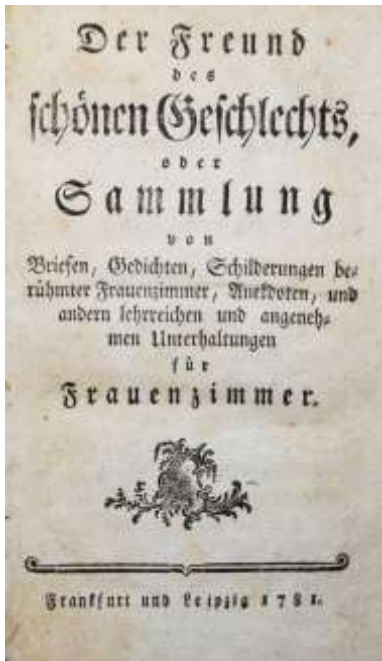 Der Freund
des
schönen Geschlechts,
oder
Sammlung
von
Briefen, Gedichten, Schilderungen be⸗
rühmter Frauenzimmer, Anekdoten, und
andern lehrreichen und angeneh⸗
men Unterhaltungen
für
Frauenzimmer.
Frankfurt und Leipzig 1781.